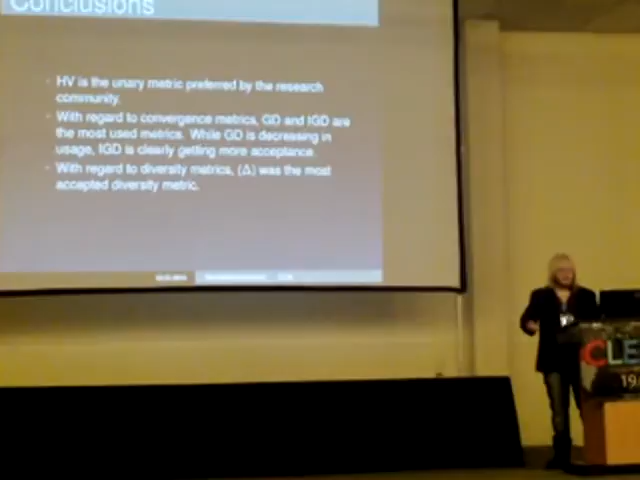 Conclusions
HV is the unary metric preferred by the research
community.
With regard to convergence metrics, GD and IGD are
the most used metrics. While GD is decreasing in
usage, IGD is clearly getting more acceptance.
With regard to diversity metrics, (Δ) was the most
accepted diversity metric.
CLE
19